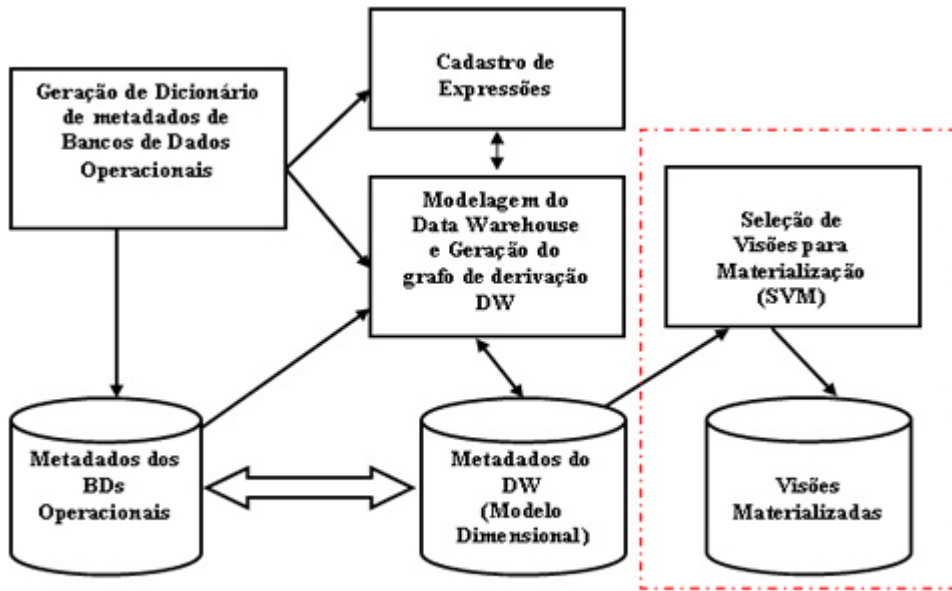 Geração de Dicionário
de metadados de
Bancos de Dados
Operacionais
Cadastro de
Expressões
Modelagem do
Data Warehouse
e Geração do
grafo de derivação
DW
Seleção de
Visões para
Materialização
(SVM)
Metadados dos
BDs
Operacionais
Metadados do
DW
(Modelo
Dimensional)
Visões
Materializadas